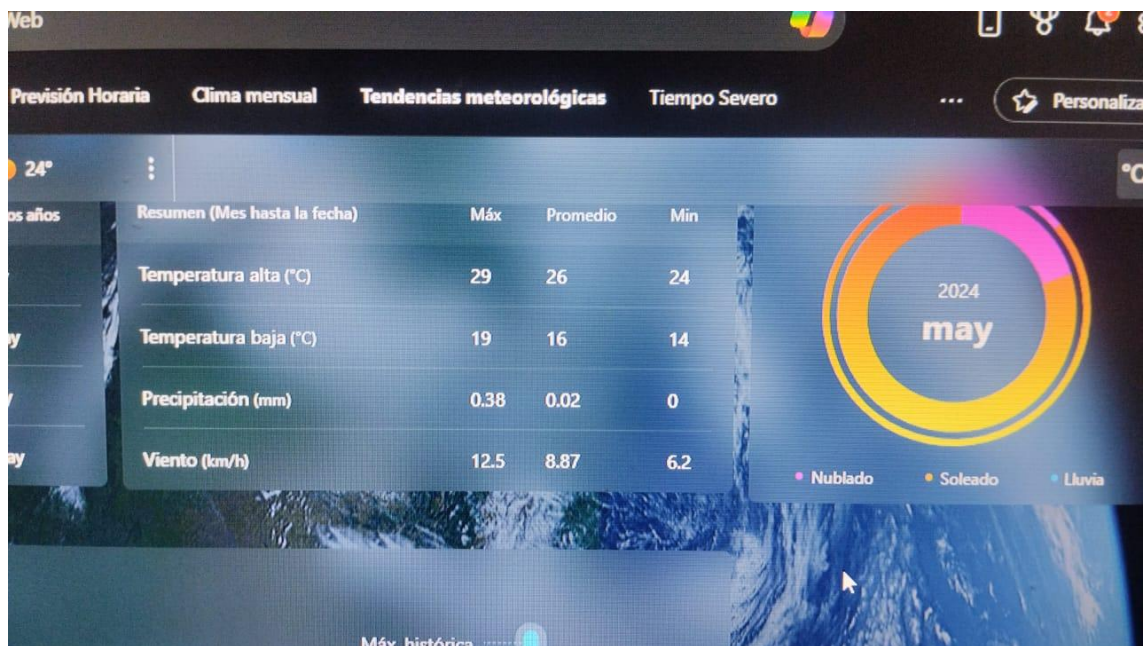 Web
Previsión Horaria Clima mensual Tendencias meteorológicas Tiempo Severo ... Personaliza
24° °C
os años Resumen (Mes hasta la fecha) Máx Promedio Min
Temperatura alta (°C) 29 26 24
2024
may
y Temperatura baja (°C) 19 16 14
Precipitación (mm) 0.38 0.02 0
ay Viento (km/h) 12.5 8.87 6.2
Nublado Soleado Lluvia
Máx. histórica